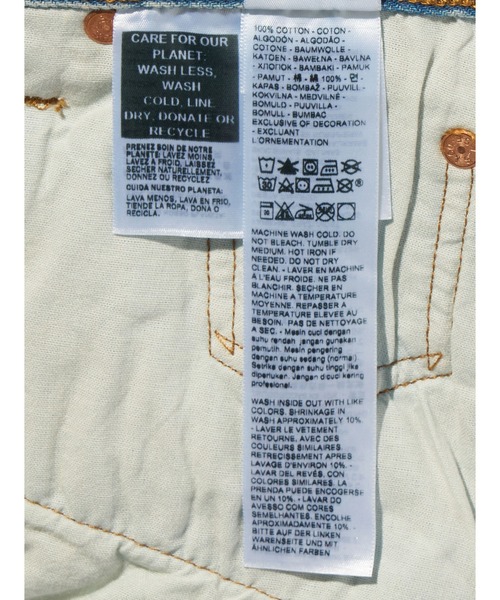 CARE FOR OUR
PLANET:
WASH LESS,
WASH
COLD, LINE
DRY, DONATE OR
RECYCLE
PRENEZ SOIN DE NOTRE
PLANETE: LAVEZ MOINS,
LAVEZ A FROID, LAISSEZ
SECHER NATURELLEMENT,
DONNEZ OU RECYCLEZ
CUIDA NUESTRO PLANETA:
LAVA MENOS, LAVA EN FRIO,
TIENDE LA ROPA, DONA O
RECICLA.
100% COTTON - COTON -
ALGODÓN - ALGODÃO -
COTONE - BAUMWOLLE -
KATOEN - BAWEŁNA - BAVLNA
- ХЛОПОК - BAMBAKI - PAMUK
- PAMUT - 棉 - 綿 100% - 면 -
KAPAS - BOMBAŽ - PUUVILL -
KOKVILNA - MEDVILNĖ -
BOMULD - PUUVILLA -
BOMULL - BUMBAC
EXCLUSIVE OF DECORATION
- EXCLUANT
L'ORNEMENTATION
MACHINE WASH COLD. DO
NOT BLEACH. TUMBLE DRY
MEDIUM. HOT IRON IF
NEEDED. DO NOT DRY
CLEAN. - LAVER EN MACHINE
A L'EAU FROIDE. NE PAS
BLANCHIR. SECHER EN
MACHINE A TEMPERATURE
MOYENNE. REPASSER A
TEMPERATURE ELEVEE AU
BESOIN. PAS DE NETTOYAGE
A SEC. - Mesin cuci dengan
suhu rendah jangan gunakan
pemutih. Mesin pengering
dengan suhu sedang (normal)
Setrika dengan suhu tinggi jika
diperlukan. Jangan di cuci kering
profesional.
WASH INSIDE OUT WITH LIKE
COLORS. SHRINKAGE IN
WASH APPROXIMATELY 10%.
- LAVER LE VETEMENT
RETOURNE, AVEC DES
COULEURS SIMILAIRES.
RETRECISSEMENT APRES
LAVAGE D'ENVIRON 10%. -
LAVAR DEL REVÉS, CON
COLORES SIMILARES. LA
PRENDA PUEDE ENCOGERSE
EN UN 10%. - LAVAR DO
AVESSO COM CORES
SEMELHANTES. ENCOLHE
APROXIMADAMENTE 10%. -
BITTE AUF DER LINKEN
WARENSEITE UND MIT
ÄHNLICHEN FARBEN